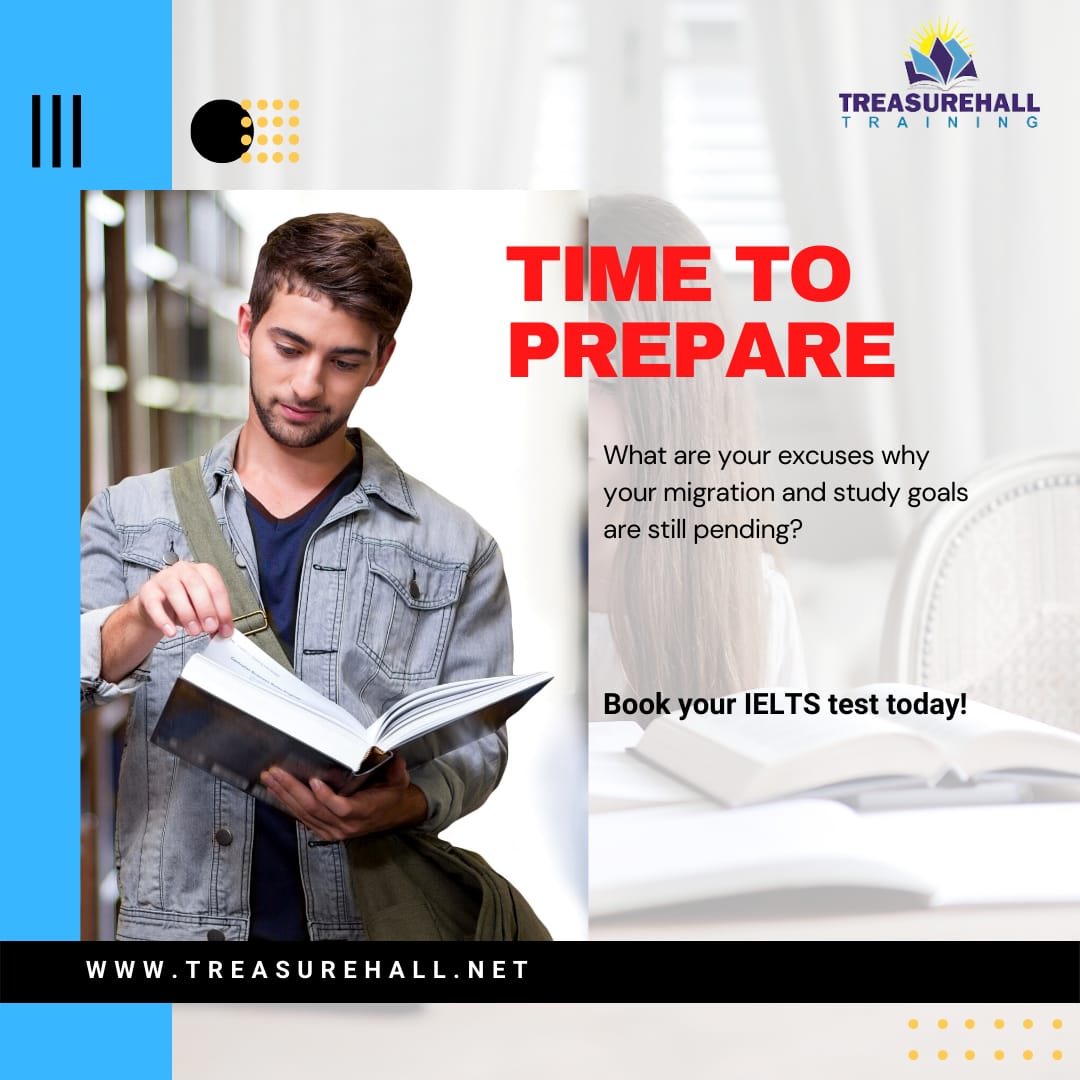 TREASUREHALL
TRAINING
TIME TO
PREPARE
What are your excuses why
your migration and study goals
are still pending?
Book your IELTS test today!
WWW.TREASUREHALL.NET